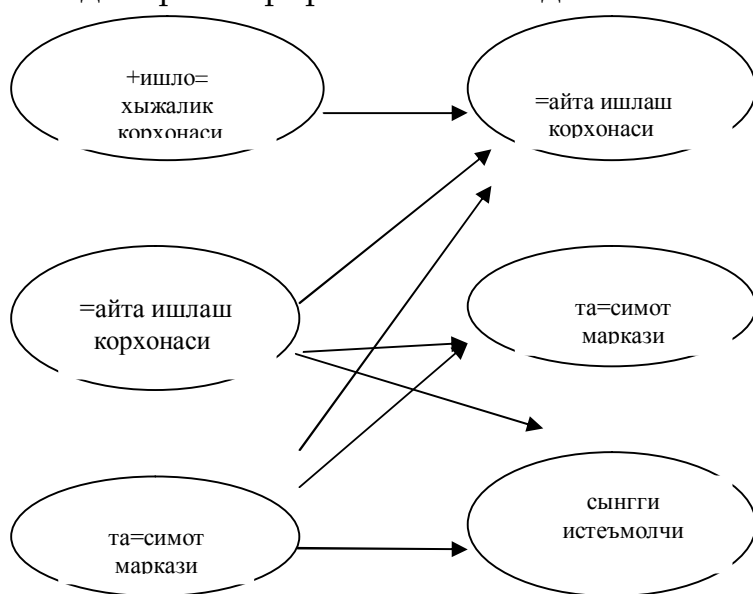 +ишло=
хыжалик
корхонаси
=айта ишлаш
корхонаси
=айта ишлаш
корхонаси
та=симот
маркази
та=симот
маркази
сынгги
истеъмолчи